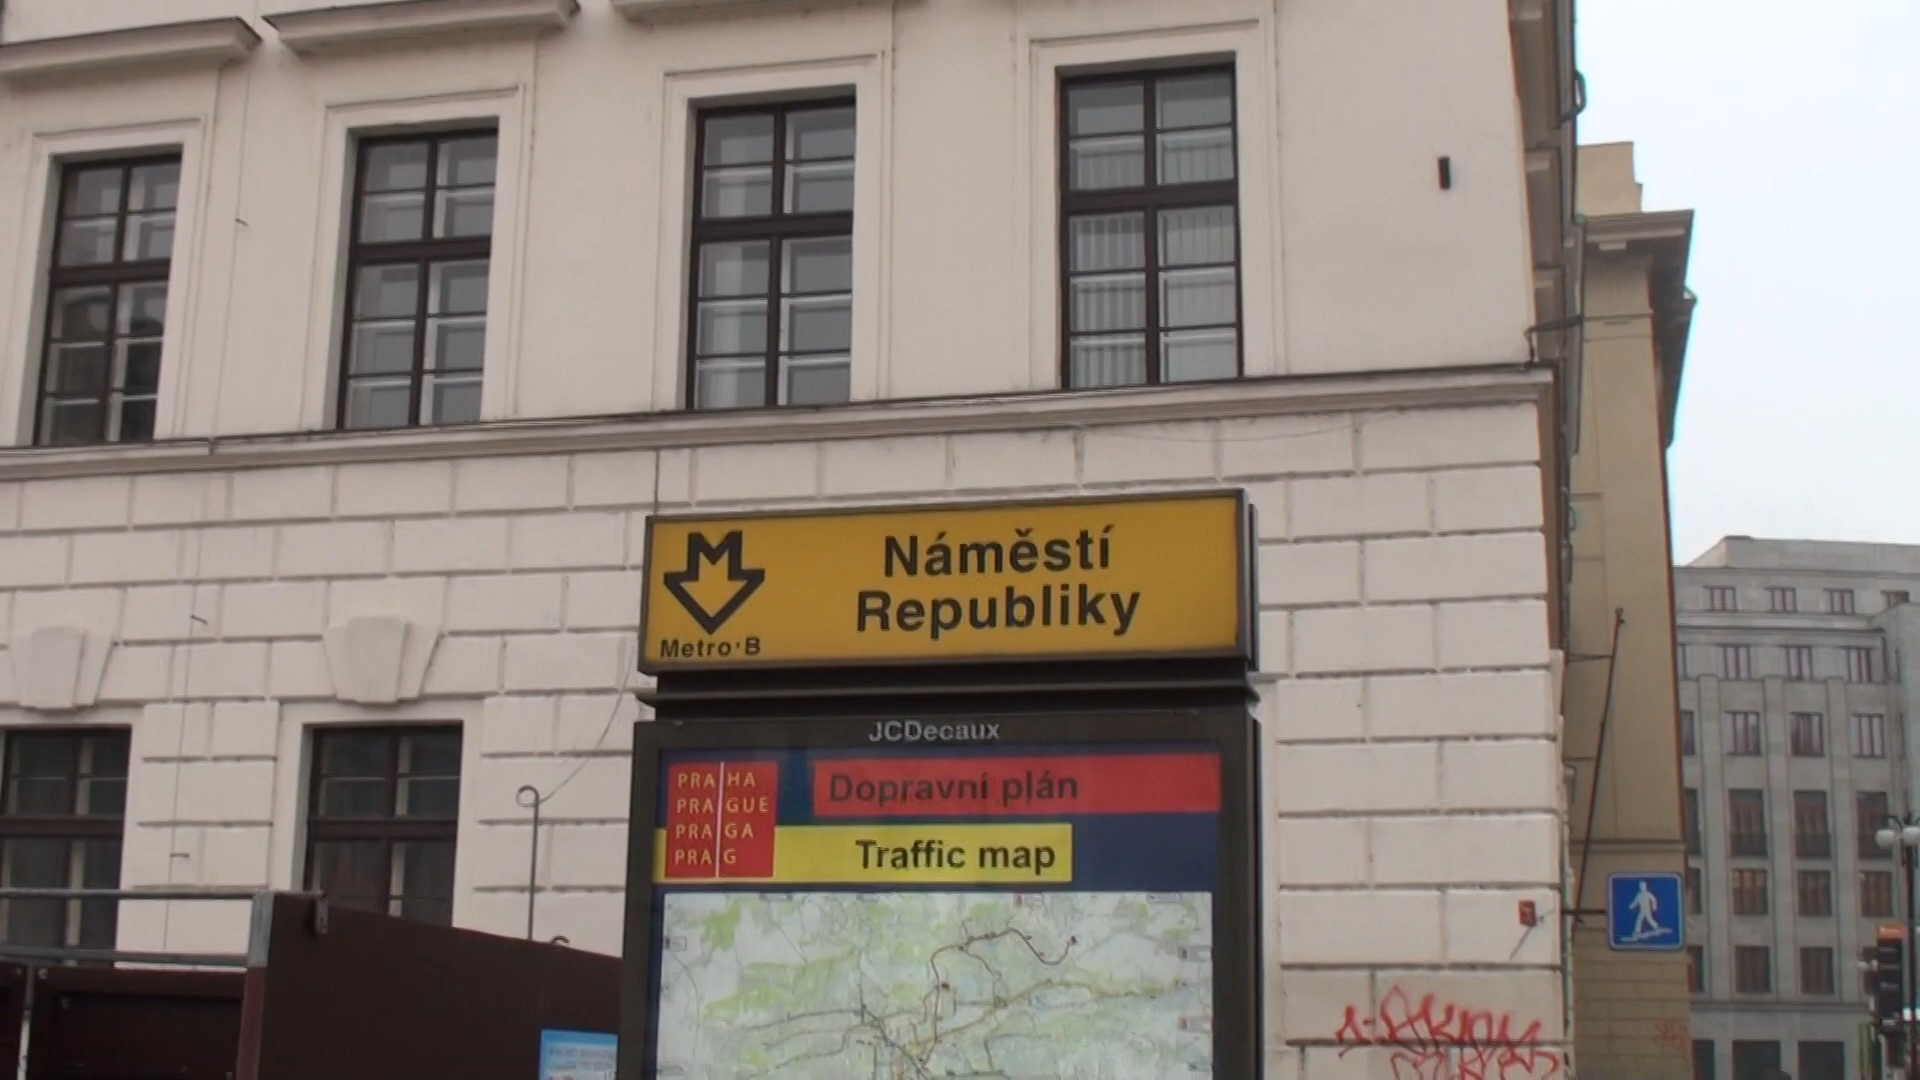 Náměstí
Republiky
Metro·B
JCDecaux
PRAHA
PRAGUE
PRAGA
PRAG
Dopravní plán
Traffic map